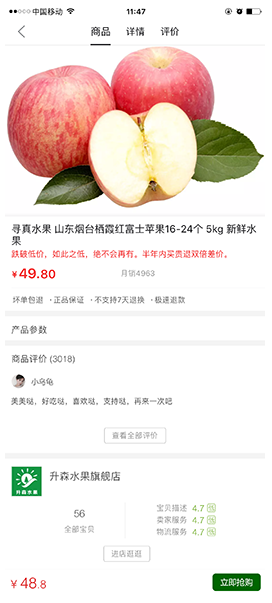 中国移动 11:47
商品 详情 评价
寻真水果 山东烟台栖霞红富士苹果16-24个 5kg 新鲜水
果
跌破低价，如此之低，绝不会再有。半年内买贵退双倍差价。
¥49.80 月销4963
坏单包退 ·正品保证 ·不支持7天退换 ·极速退款
产品参数
商品评价 (3018)
小乌龟
美美哒，好吃哒，喜欢哒，支持哒，再来一次吧
查看全部评价
升森水果
升森水果旗舰店
56
全部宝贝
宝贝描述 4.7
卖家服务 4.7
物流服务 4.7
进店逛逛
¥ 48.8 立即抢购